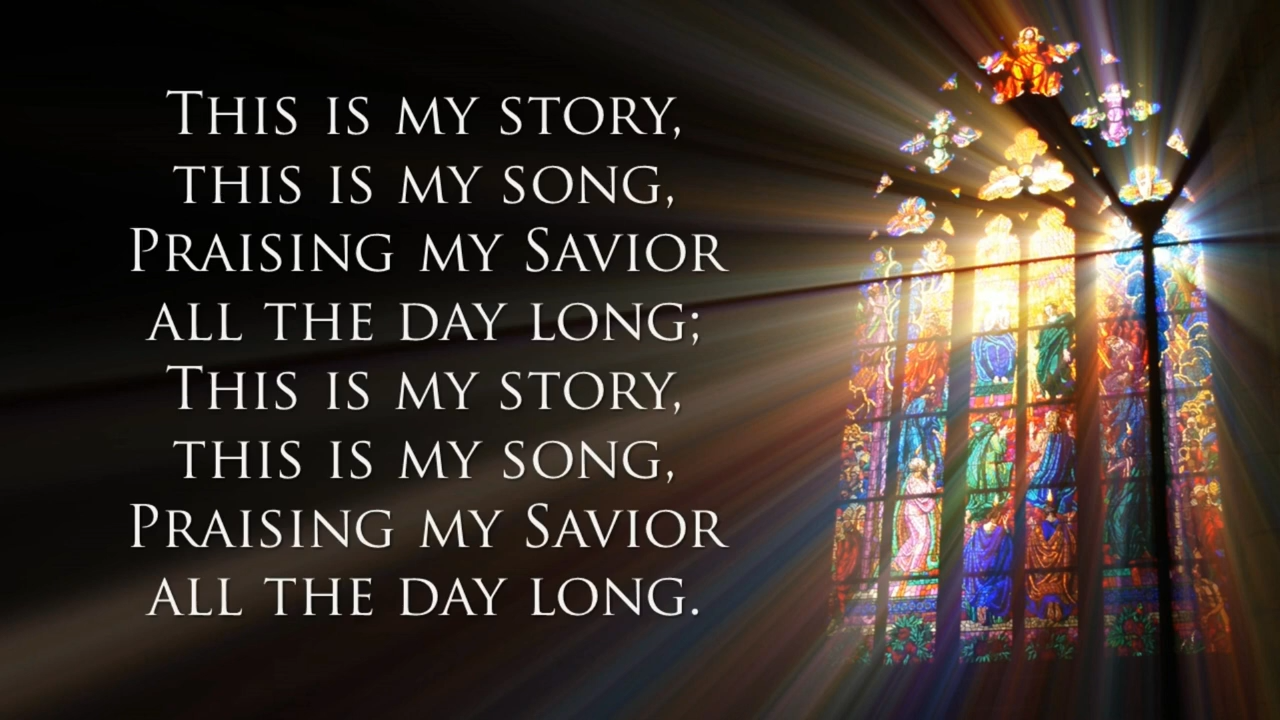 This is my story,
this is my song,
Praising my Savior
all the day long;
This is my story,
this is my song,
Praising my Savior
all the day long.